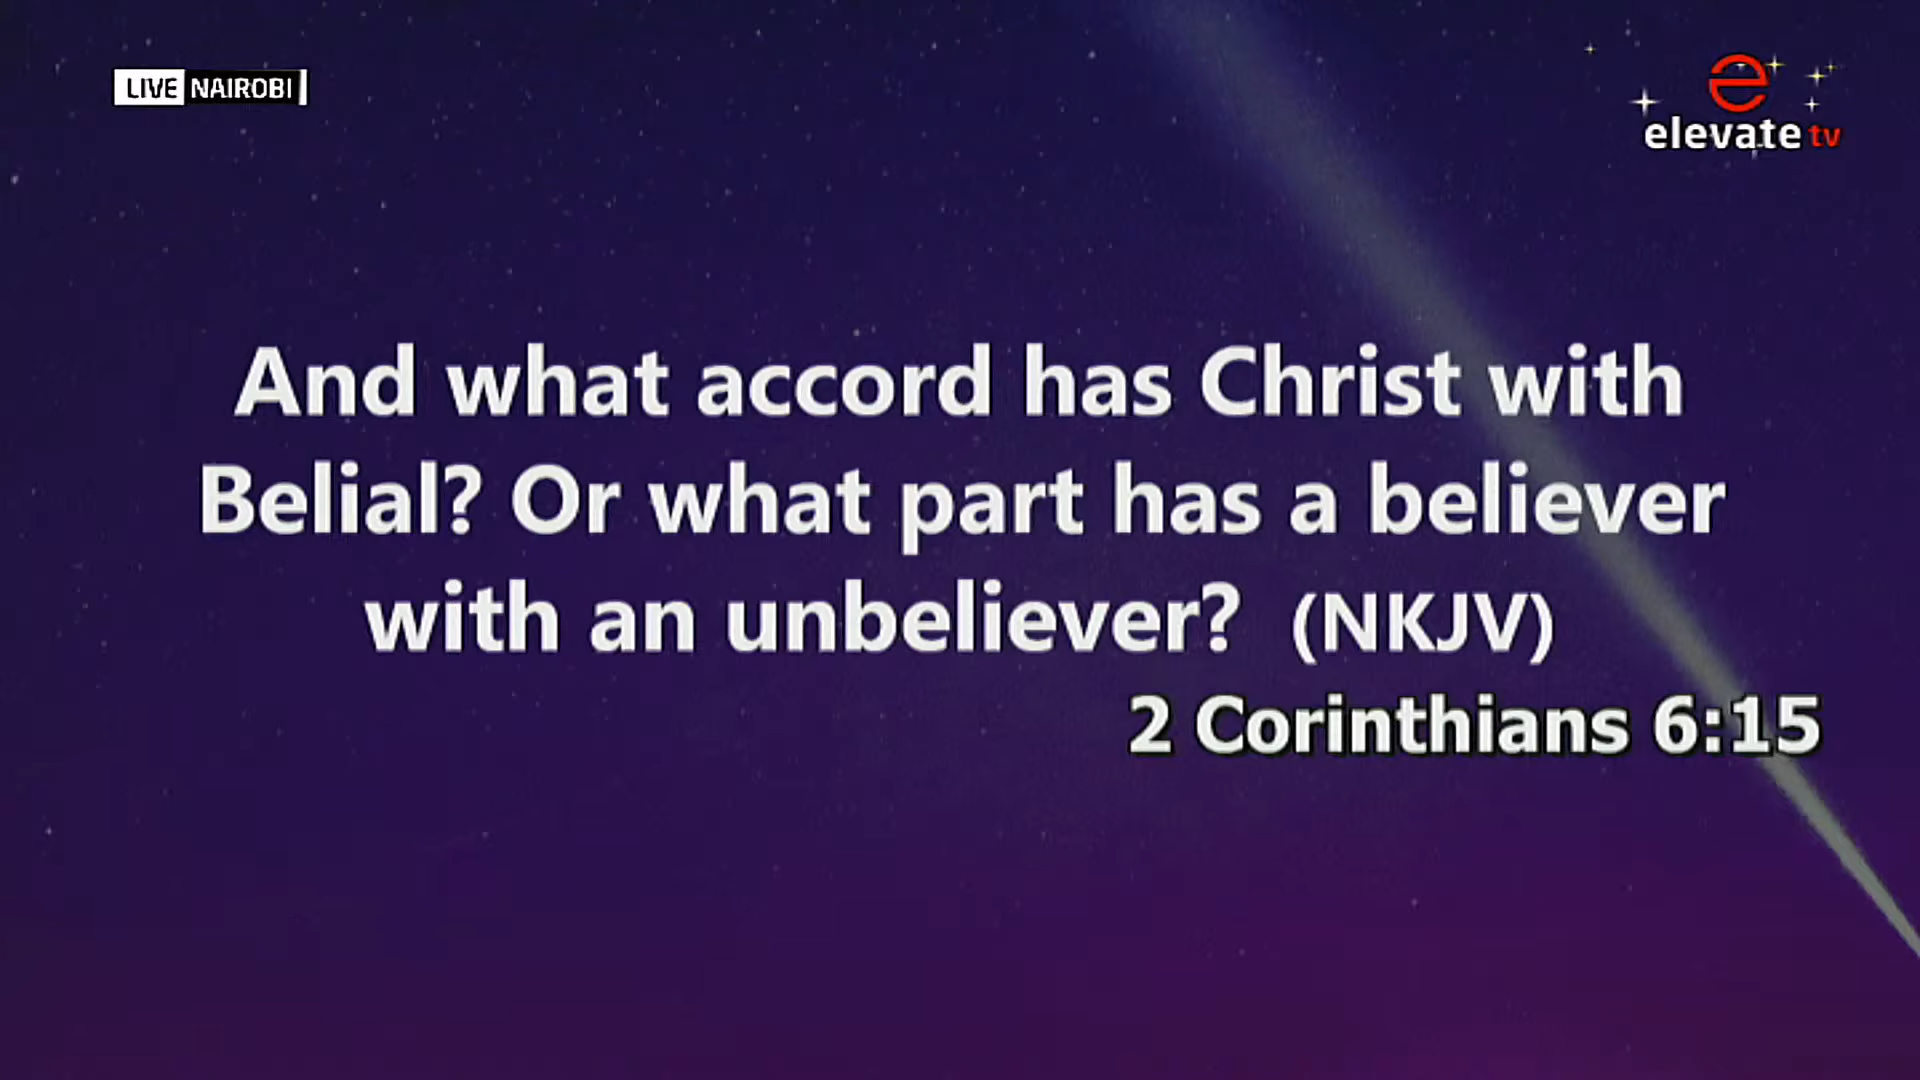 LIVE NAIROBI
e
elevate tv
And what accord has Christ with
Belial? Or what part has a believer
with an unbeliever? (NKJV)
2 Corinthians 6:15